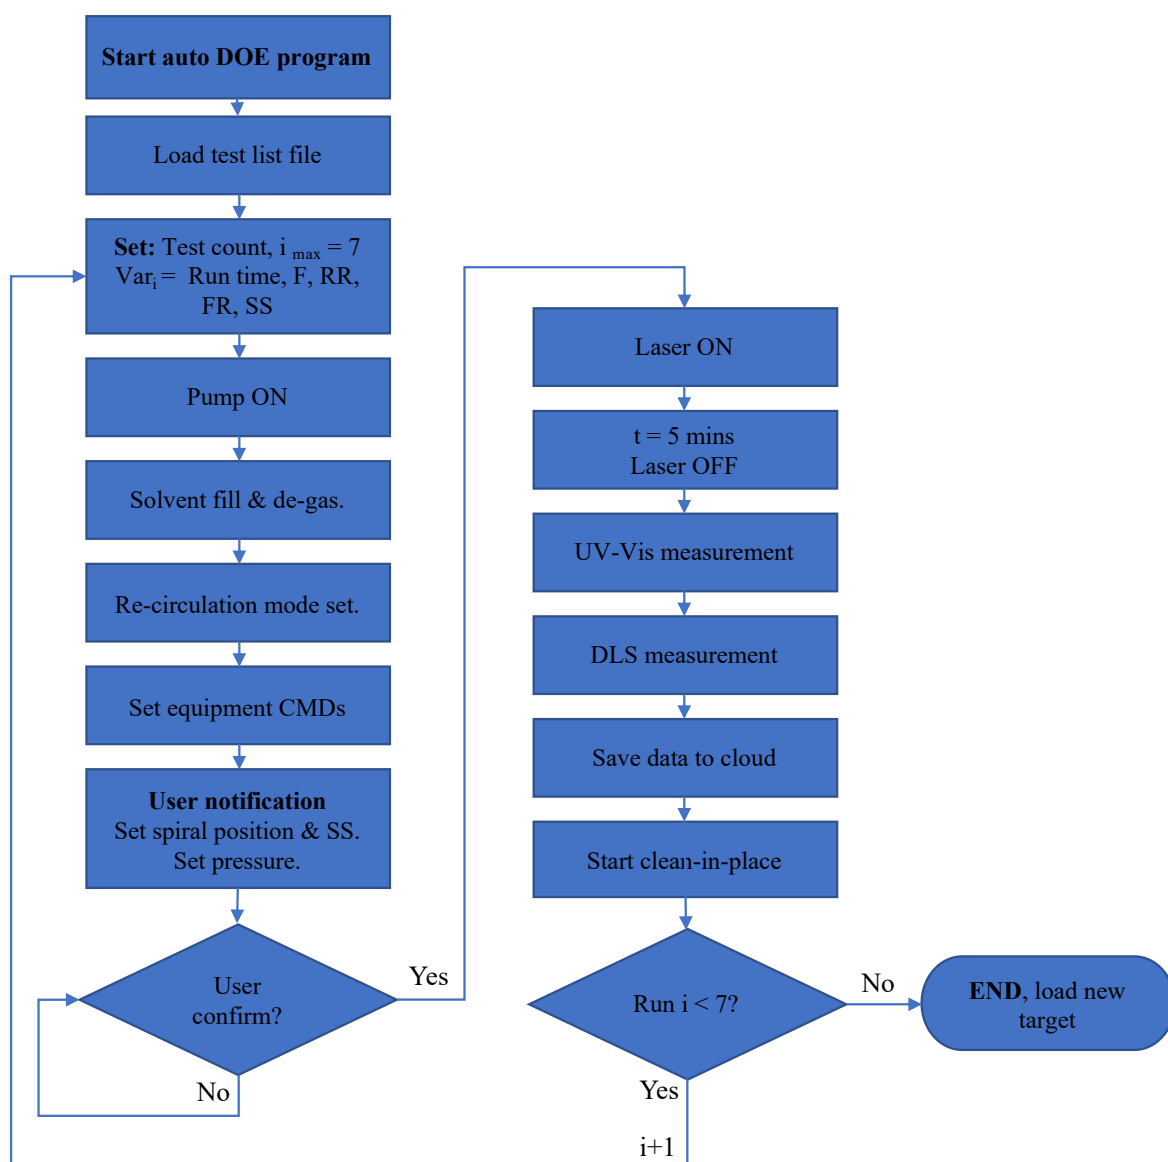 Start auto DOE program
Load test list file
Set: Test count, i max = 7
Vari = Run time, F, RR,
FR, SS
Pump ON
Solvent fill & de-gas.
Re-circulation mode set.
Set equipment CMDs
User notification
Set spiral position & SS.
Set pressure.
User
confirm?
No
Yes
Laser ON
t = 5 mins
Laser OFF
UV-Vis measurement
DLS measurement
Save data to cloud
Start clean-in-place
Run i < 7?
Yes
i+1
No
END, load new
target